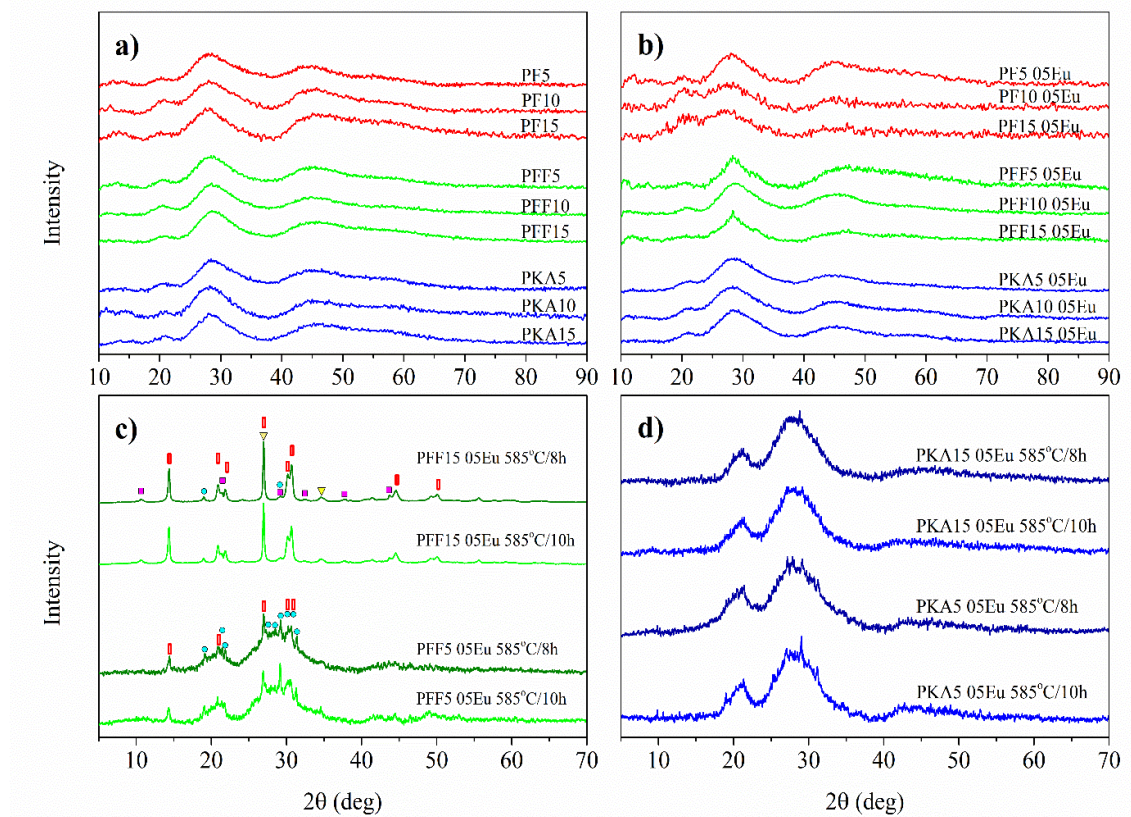 a)
PF5
PF10
PF15
PFF5
PFF10
PFF15
PKA5
PKA10
PKA15
Intensity
10 20 30 40 50 60 70 80 90
b)
PF5 05Eu
PF10 05Eu
PF15 05Eu
PFF5 05Eu
PFF10 05Eu
PFF15 05Eu
PKA5 05Eu
PKA10 05Eu
PKA15 05Eu
10 20 30 40 50 60 70 80 90
c)
PFF15 05Eu 585°C/8h
PFF15 05Eu 585°C/10h
PFF5 05Eu 585°C/8h
PFF5 05Eu 585°C/10h
Intensity
10 20 30 40 50 60 70
2θ (deg)
d)
PKA15 05Eu 585°C/8h
PKA15 05Eu 585°C/10h
PKA5 05Eu 585°C/8h
PKA5 05Eu 585°C/10h
10 20 30 40 50 60 70
2θ (deg)